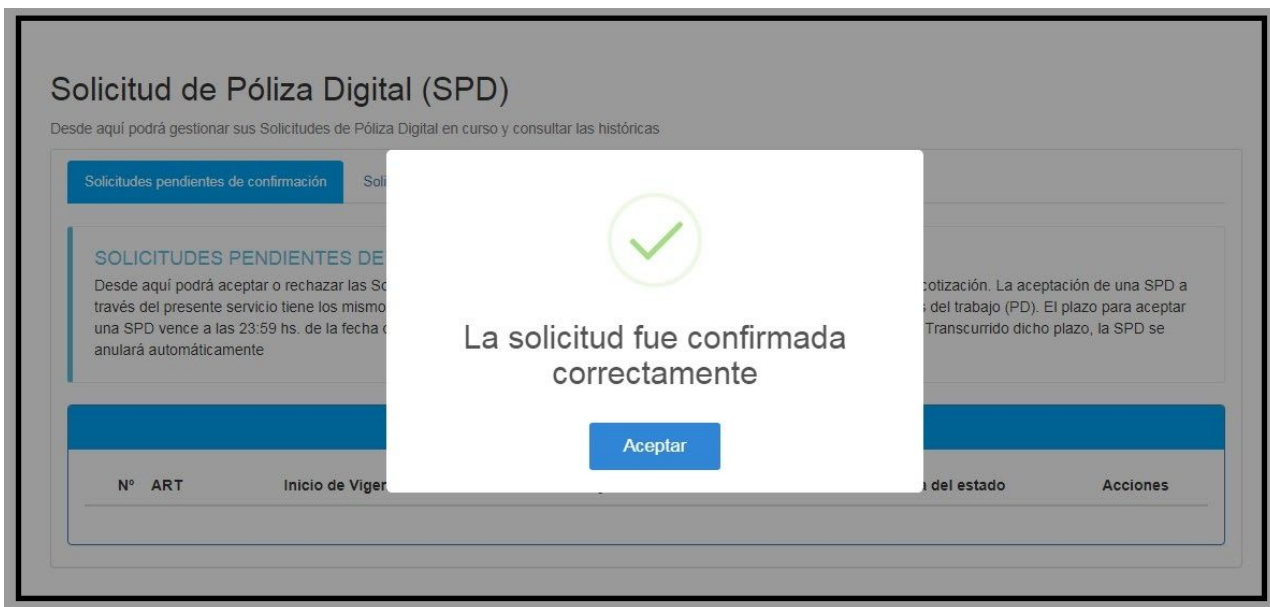 Solicitud de Póliza Digital (SPD)
Desde aquí podrá gestionar sus Solicitudes de Póliza Digital en curso y consultar las históricas
Solicitudes pendientes de confirmación
SOLICITUDES PENDIENTES DE
Desde aquí podrá aceptar o rechazar las cotización. La aceptación de una SPD a
través del presente servicio tiene los mismo del trabajo (PD). El plazo para aceptar
una SPD vence a las 23:59 hs. de la fecha Transcurrido dicho plazo, la SPD se
anulará automáticamente
La solicitud fue confirmada
correctamente
Aceptar
N° ART Inicio de del estado Acciones